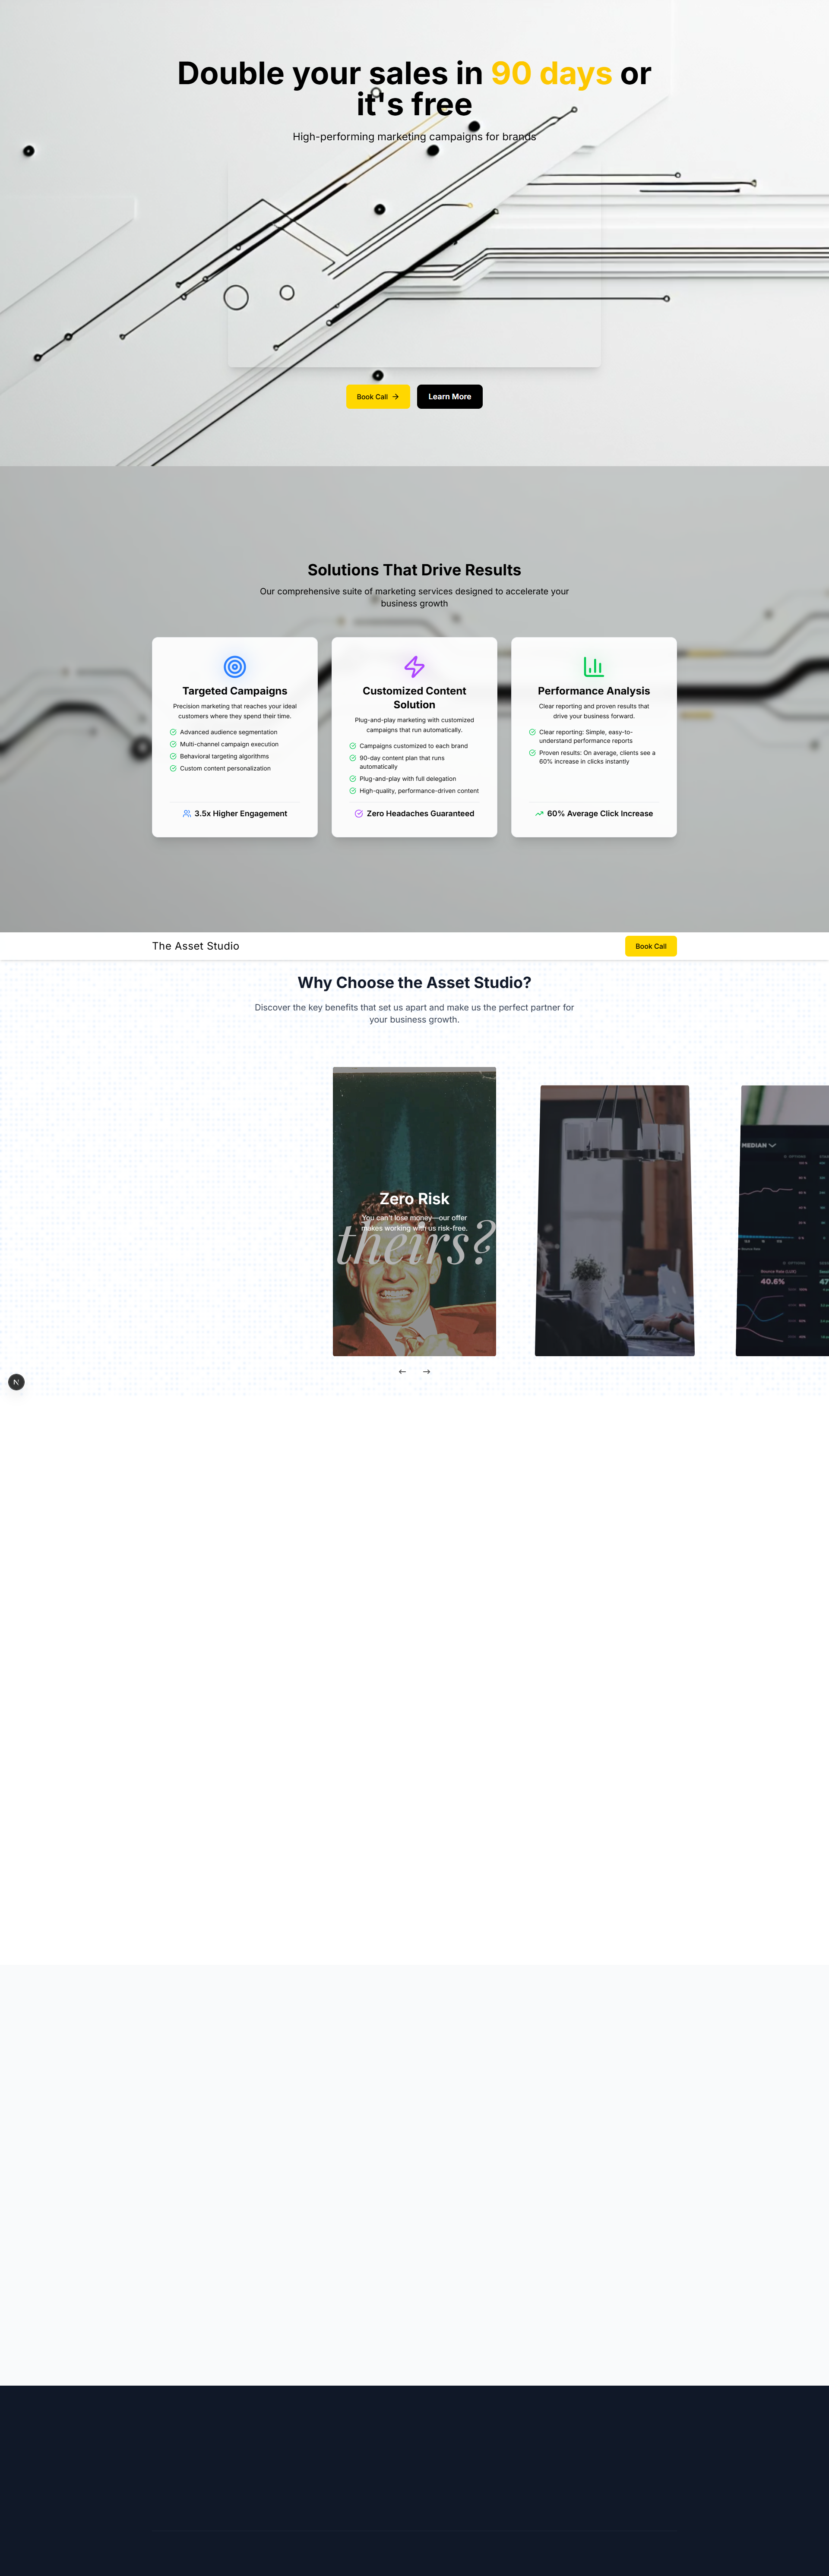 Double your sales in 90 days or
it's free
High-performing marketing campaigns for brands
Book Call
Learn More
Solutions That Drive Results
Our comprehensive suite of marketing services designed to accelerate your
business growth
Targeted Campaigns
Precision marketing that reaches your ideal
customers where they spend their time.
Advanced audience segmentation
Multi-channel campaign execution
Behavioral targeting algorithms
Custom content personalization
3.5x Higher Engagement
Customized Content
Solution
Plug-and-play marketing with customized
campaigns that run automatically.
Campaigns customized to each brand
90-day content plan that runs
automatically
Plug-and-play with full delegation
High-quality, performance-driven content
Zero Headaches Guaranteed
Performance Analysis
Clear reporting and proven results that
drive your business forward.
Clear reporting: Simple, easy-to-
understand performance reports
Proven results: On average, clients see a
60% increase in clicks instantly
60% Average Click Increase
The Asset Studio
Book Call
Why Choose the Asset Studio?
Discover the key benefits that set us apart and make us the perfect partner for
your business growth.
Zero Risk
You can't lose money—our offer
makes working with us risk-free.
theirs?
MEDIAN
OPTIONS
OPTIONS
Bounce Rate (LUX)
40.6%
47
N